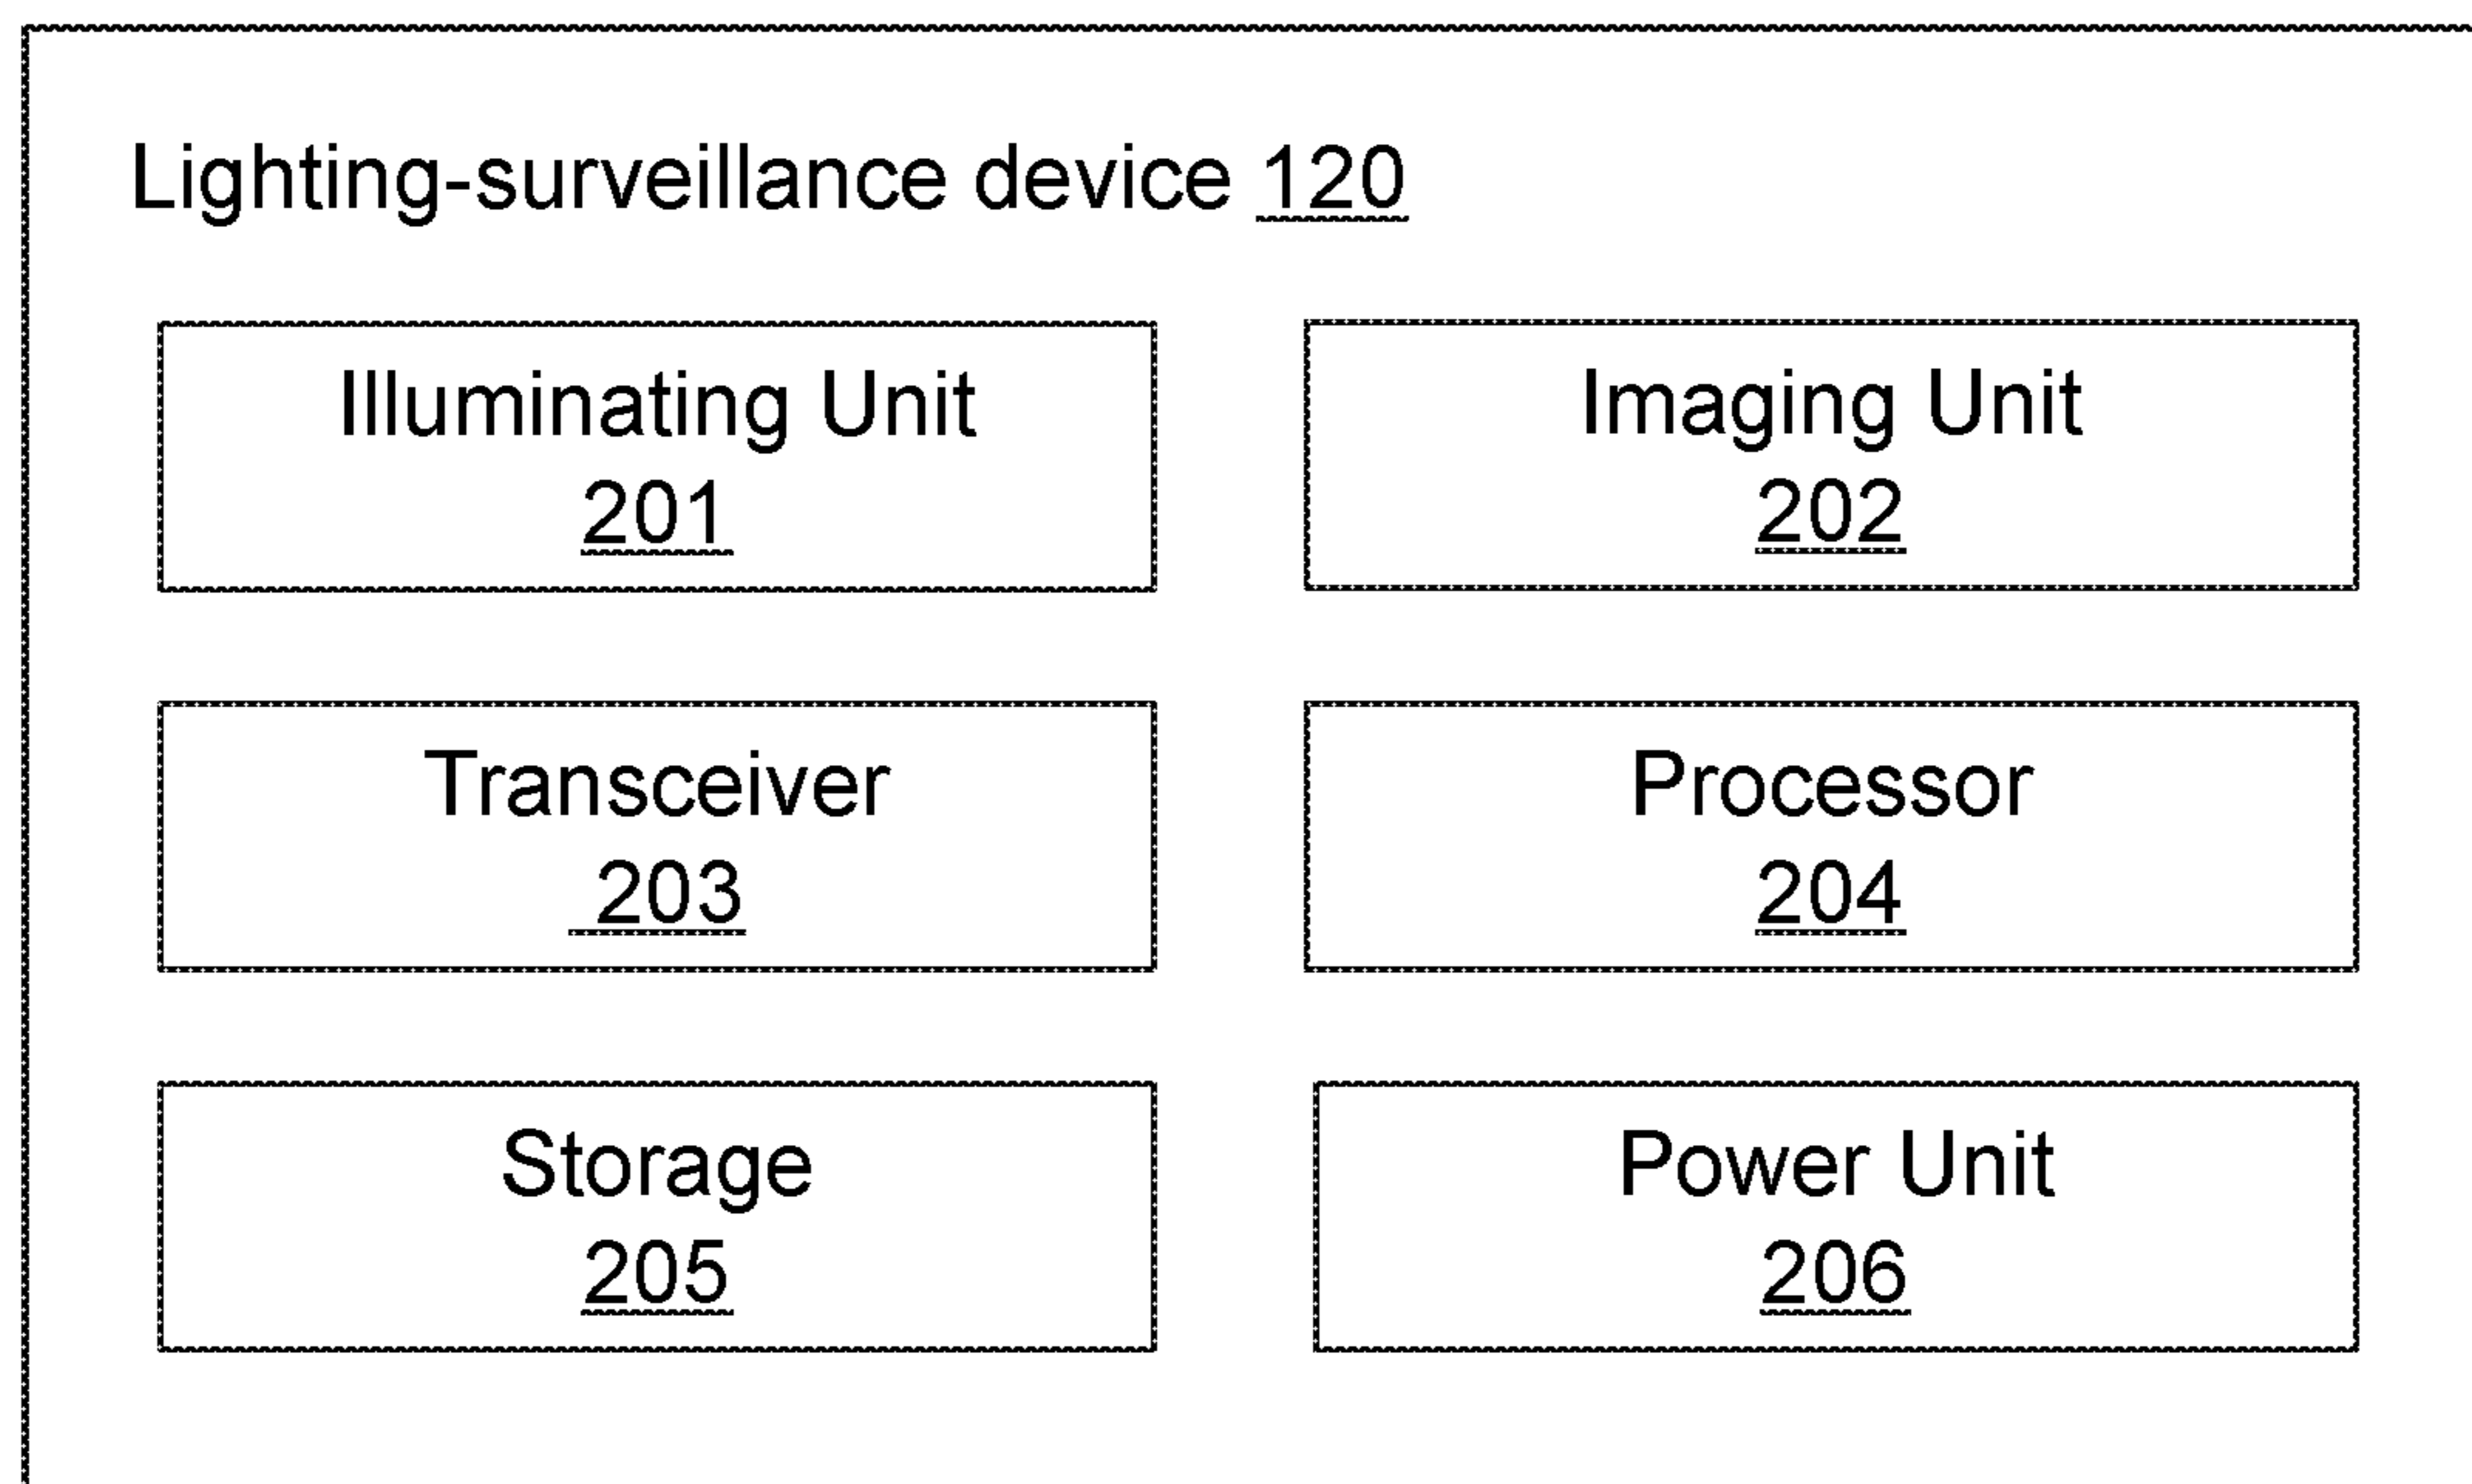 Lighting-surveillance device 120
Illuminating Unit
201
Imaging Unit
202
Transceiver
203
Processor
204
Storage
205
Power Unit
206